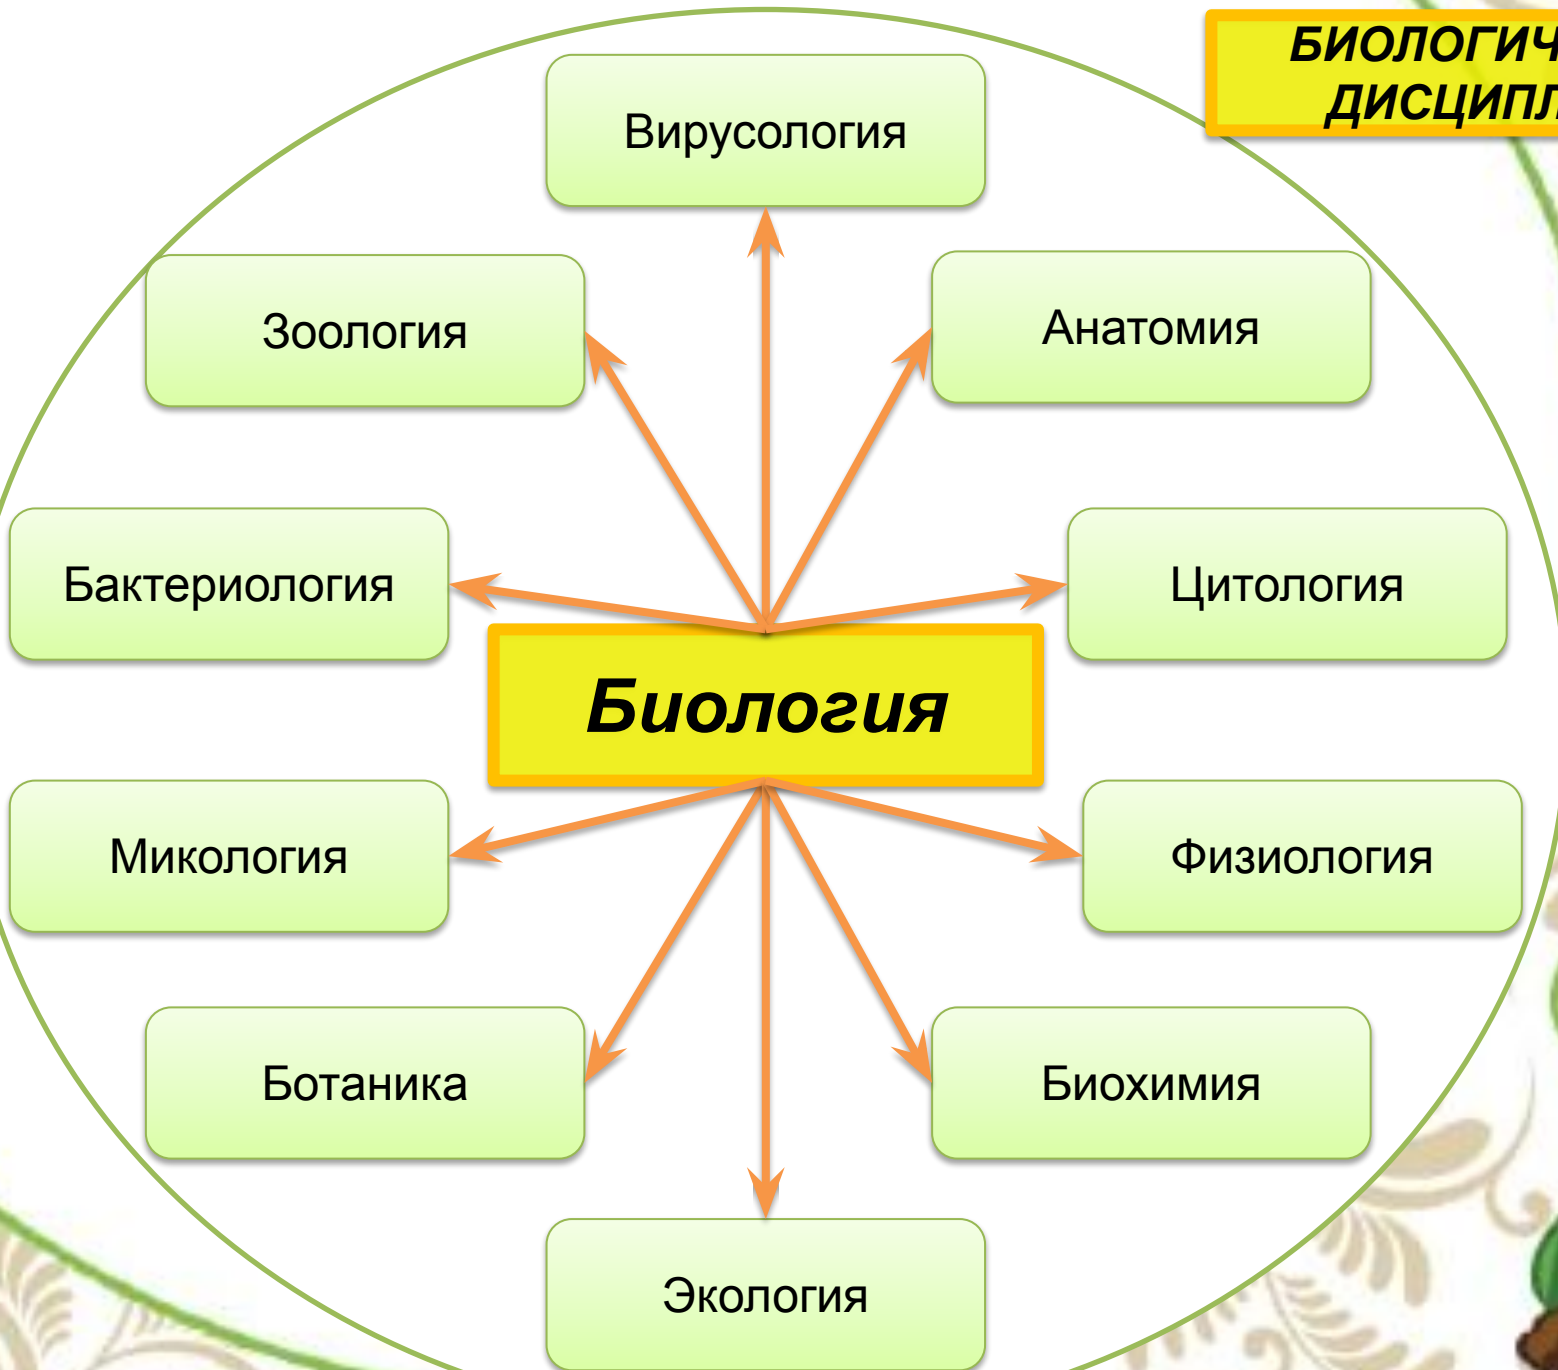 БИОЛОГИЧ
ДИСЦИПЛ
Вирусология
Зоология
Анатомия
Бактериология
Цитология
Биология
Микология
Физиология
Ботаника
Биохимия
Экология